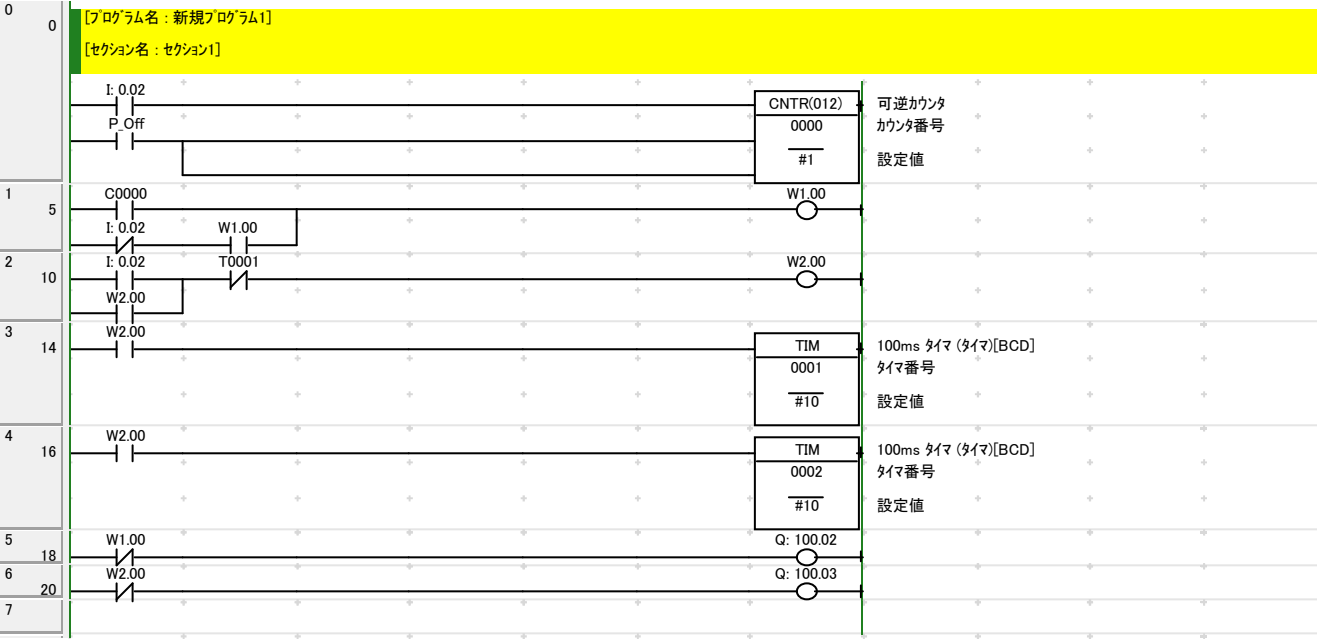 0
0
[ﾌﾟﾛｸﾞﾗﾑ名 : 新規ﾌﾟﾛｸﾞﾗﾑ1]
[ｾｸｼｮﾝ名 : ｾｸｼｮﾝ1]
I: 0.02
CNTR(012) 可逆ｶｳﾝﾀ
P_Off
0000 ｶｳﾝﾀ番号
#1 設定値
1
5
C0000 W1.00
I: 0.02 W1.00
2
10
I: 0.02 T0001 W2.00
W2.00
3
14
W2.00
TIM 100ms ﾀｲﾏ (ﾀｲﾏ)[BCD]
0001 ﾀｲﾏ番号
#10 設定値
4
16
W2.00
TIM 100ms ﾀｲﾏ (ﾀｲﾏ)[BCD]
0002 ﾀｲﾏ番号
#10 設定値
5
18
W1.00 Q: 100.02
6
20
W2.00 Q: 100.03
7